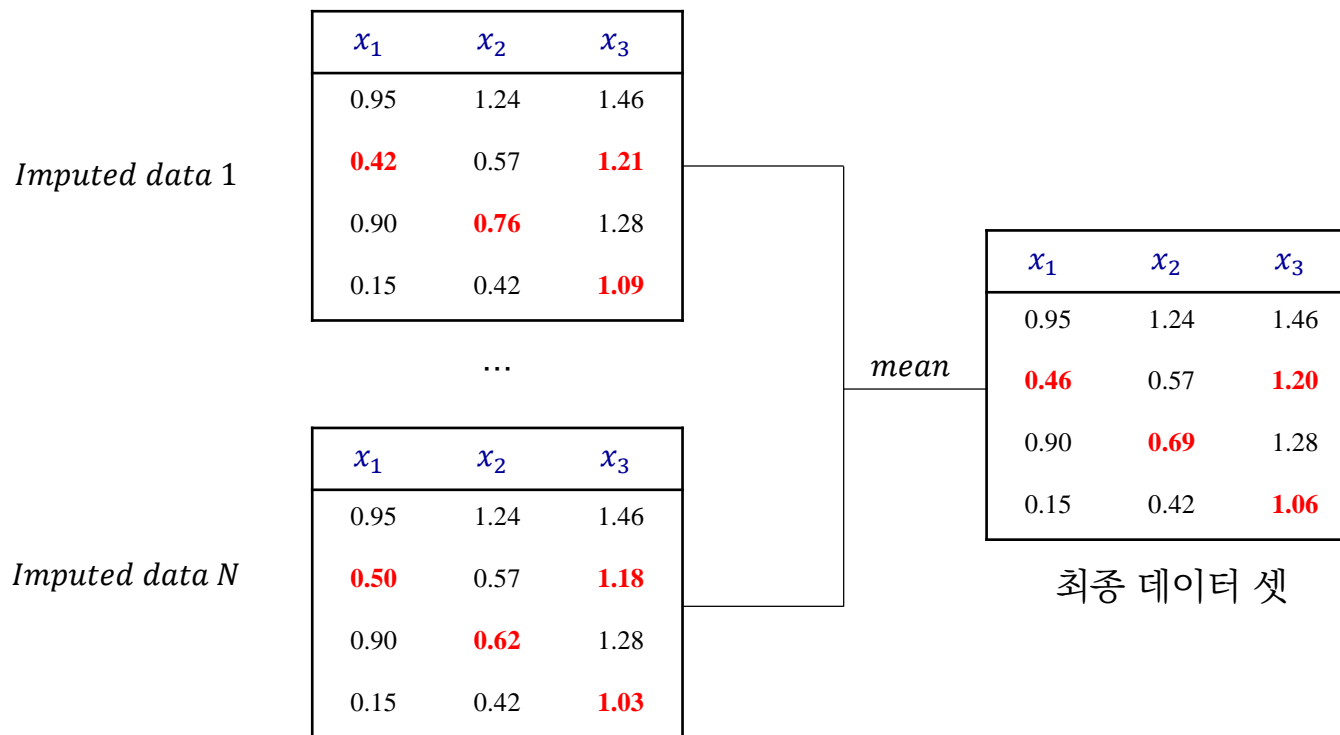 Imputed data 1
x₁ x₂ x₃
0.95 1.24 1.46
0.42 0.57 1.21
0.90 0.76 1.28
0.15 0.42 1.09
...
Imputed data N
x₁ x₂ x₃
0.95 1.24 1.46
0.50 0.57 1.18
0.90 0.62 1.28
0.15 0.42 1.03
mean
x₁ x₂ x₃
0.95 1.24 1.46
0.46 0.57 1.20
0.90 0.69 1.28
0.15 0.42 1.06
최종 데이터 셋